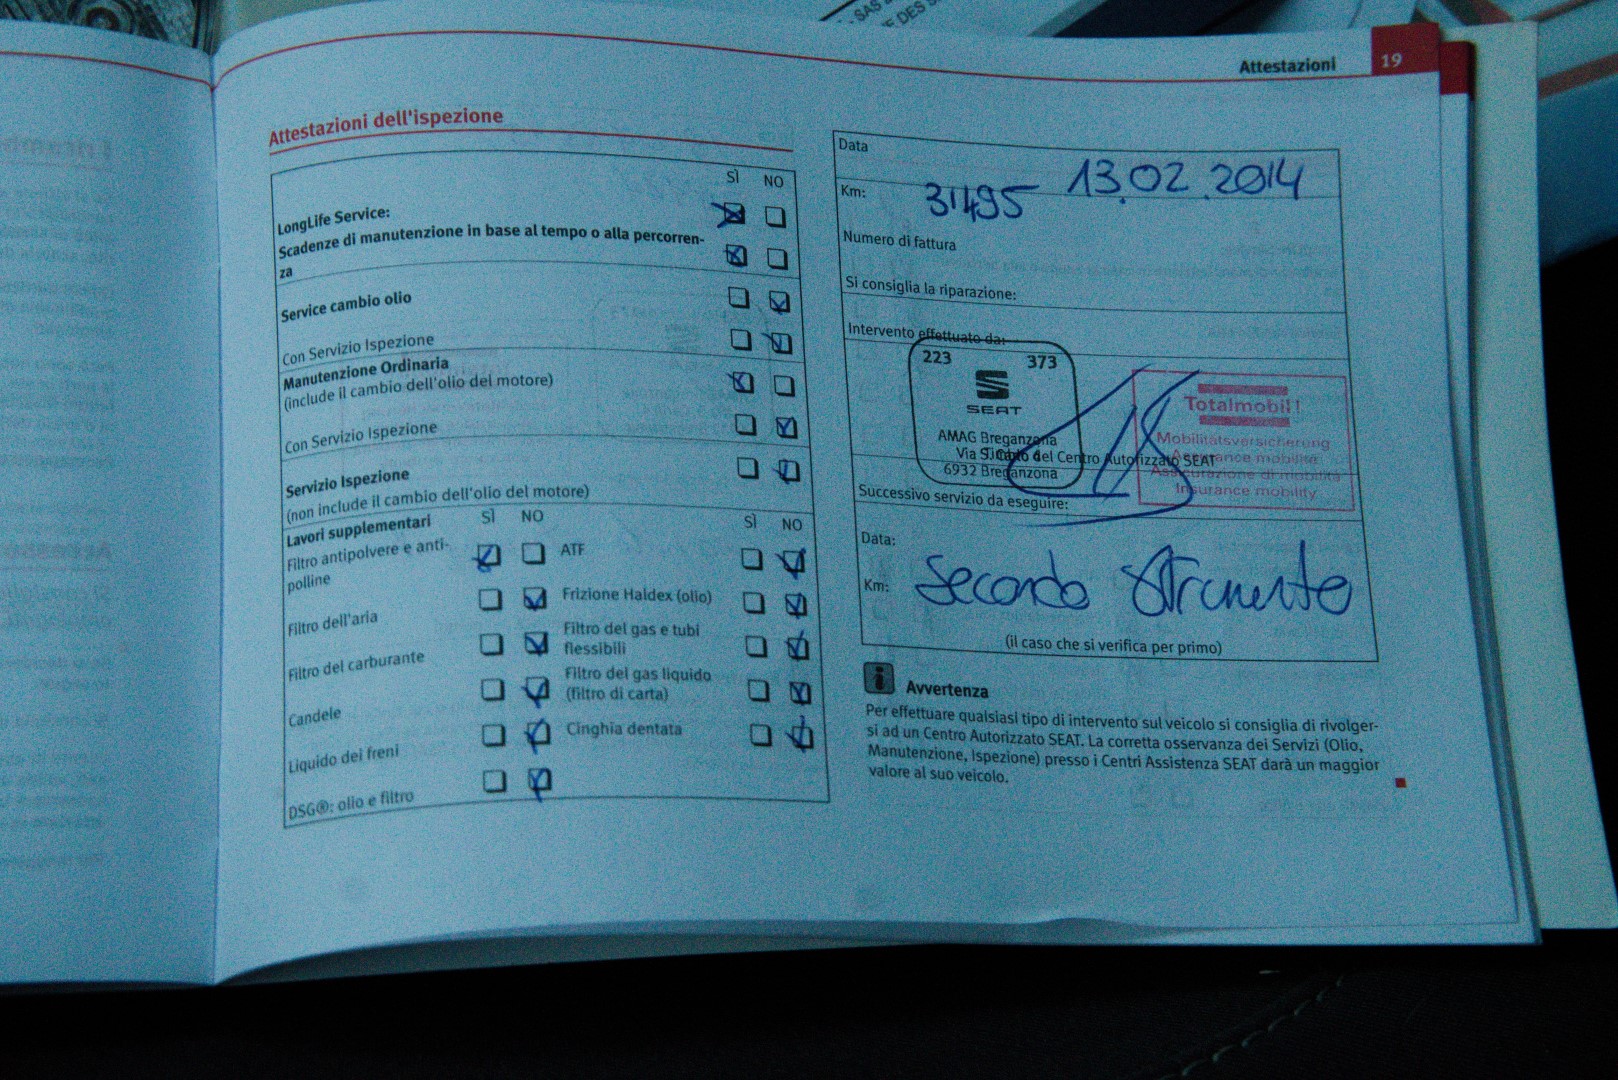 Attestazioni 19
Attestazioni dell'ispezione
SÌ NO
LongLife Service:
Scadenze di manutenzione in base al tempo o alla percorren-
za
Service cambio olio
Con Servizio Ispezione
Manutenzione Ordinaria
(include il cambio dell'olio del motore)
Con Servizio Ispezione
Servizio Ispezione
(non include il cambio dell'olio del motore)
Lavori supplementari SÌ NO SÌ NO
Filtro antipolvere e anti-
polline
Filtro dell'aria
Filtro del carburante
Candele
Liquido dei freni
DSG®: olio e filtro
ATF
Frizione Haldex (olio)
Filtro del gas e tubi
flessibili
Filtro del gas liquido
(filtro di carta)
Cinghia dentata
Data 13.02.2014
Km: 31495
Numero di fattura
Si consiglia la riparazione:
Intervento effettuato da:
223 373
SEAT
AMAG Breganzona
Via
6932 Breganzona
Timbro del Centro Autorizzato SEAT
Totalmobil!
Mobilitätsversicherung
Assurance mobilité
Assicurazione di mobilità
Insurance mobility
Successivo servizio da eseguire:
Data:
Km: Secondo Strumento
(il caso che si verifica per primo)
i Avvertenza
Per effettuare qualsiasi tipo di intervento sul veicolo si consiglia di rivolger-
si ad un Centro Autorizzato SEAT. La corretta osservanza dei Servizi (Olio,
Manutenzione, Ispezione) presso i Centri Assistenza SEAT darà un maggior
valore al suo veicolo.